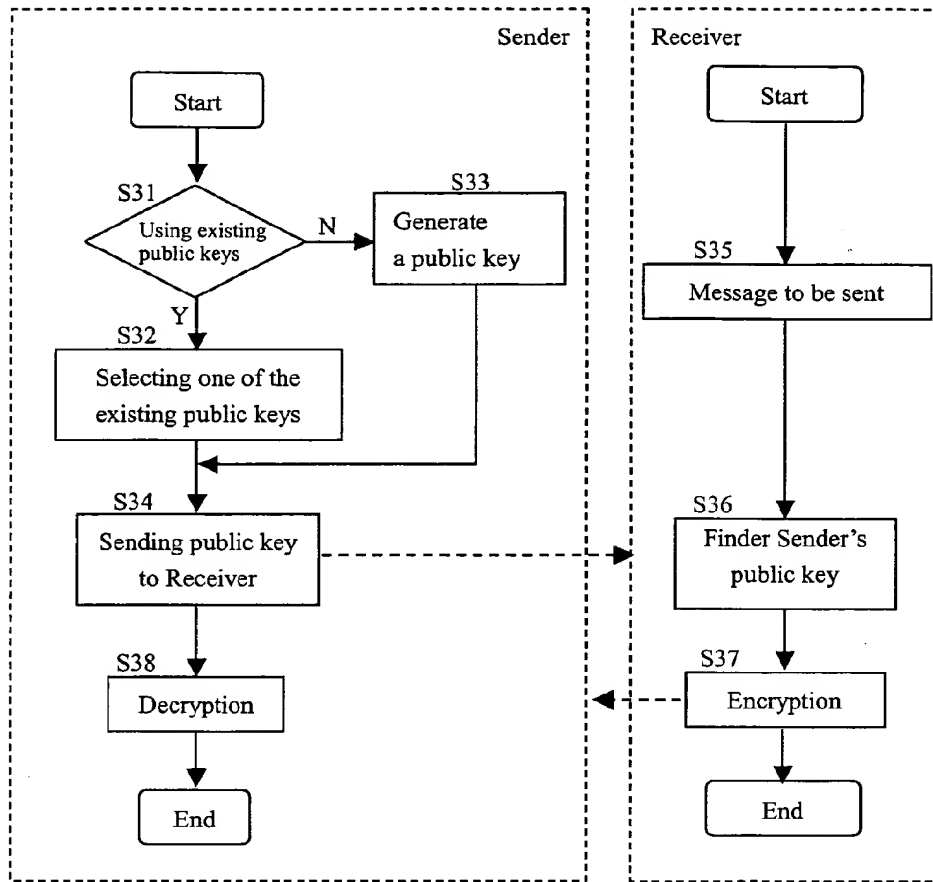 Sender
Start
S31
Using existing
public keys
N
Y
S33
Generate
a public key
S32
Selecting one of the
existing public keys
S34
Sending public key
to Receiver
S38
Decryption
End
Receiver
Start
S35
Message to be sent
S36
Finder Sender's
public key
S37
Encryption
End